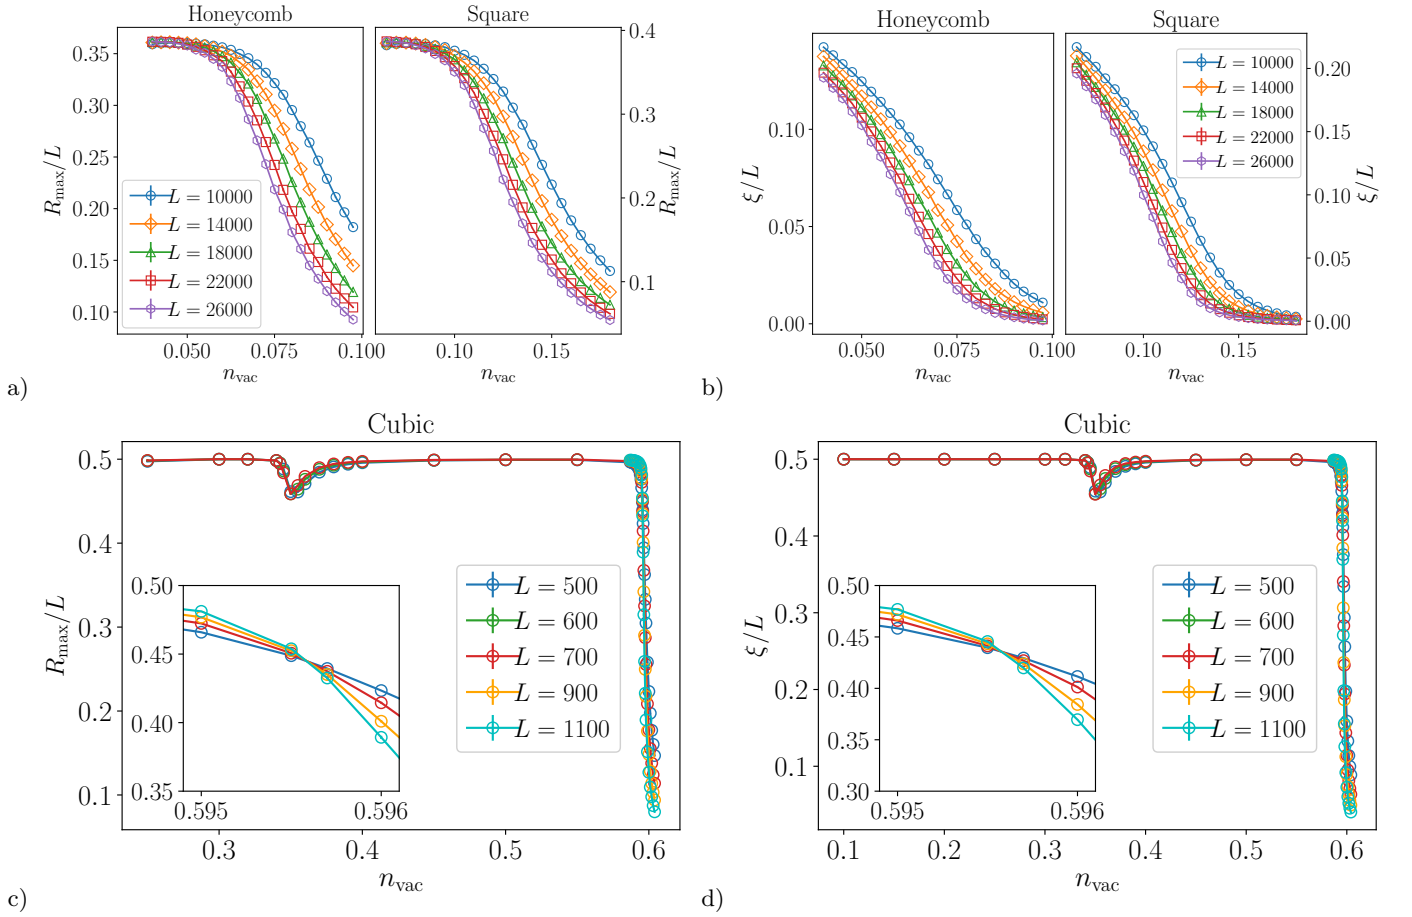 Honeycomb
Square
0.35
0.30
0.25
0.20
0.15
0.10
R_max/L
L = 10000
L = 14000
L = 18000
L = 22000
L = 26000
0.050
0.075
0.100
n_vac
0.10
0.15
n_vac
0.4
0.3
0.2
0.1
R_max/L
a)
Honeycomb
Square
0.10
0.05
0.00
ξ/L
0.050
0.075
0.100
n_vac
L = 10000
L = 14000
L = 18000
L = 22000
L = 26000
0.10
0.15
n_vac
0.20
0.15
0.10
0.05
0.00
ξ/L
b)
Cubic
0.5
0.4
0.3
0.2
0.1
R_max/L
0.50
0.45
0.40
0.35
0.595
0.596
L = 500
L = 600
L = 700
L = 900
L = 1100
0.3
0.4
0.5
0.6
n_vac
c)
Cubic
0.5
0.4
0.3
0.2
0.1
ξ/L
0.50
0.45
0.40
0.35
0.30
0.595
0.596
L = 500
L = 600
L = 700
L = 900
L = 1100
0.1
0.2
0.3
0.4
0.5
0.6
n_vac
d)